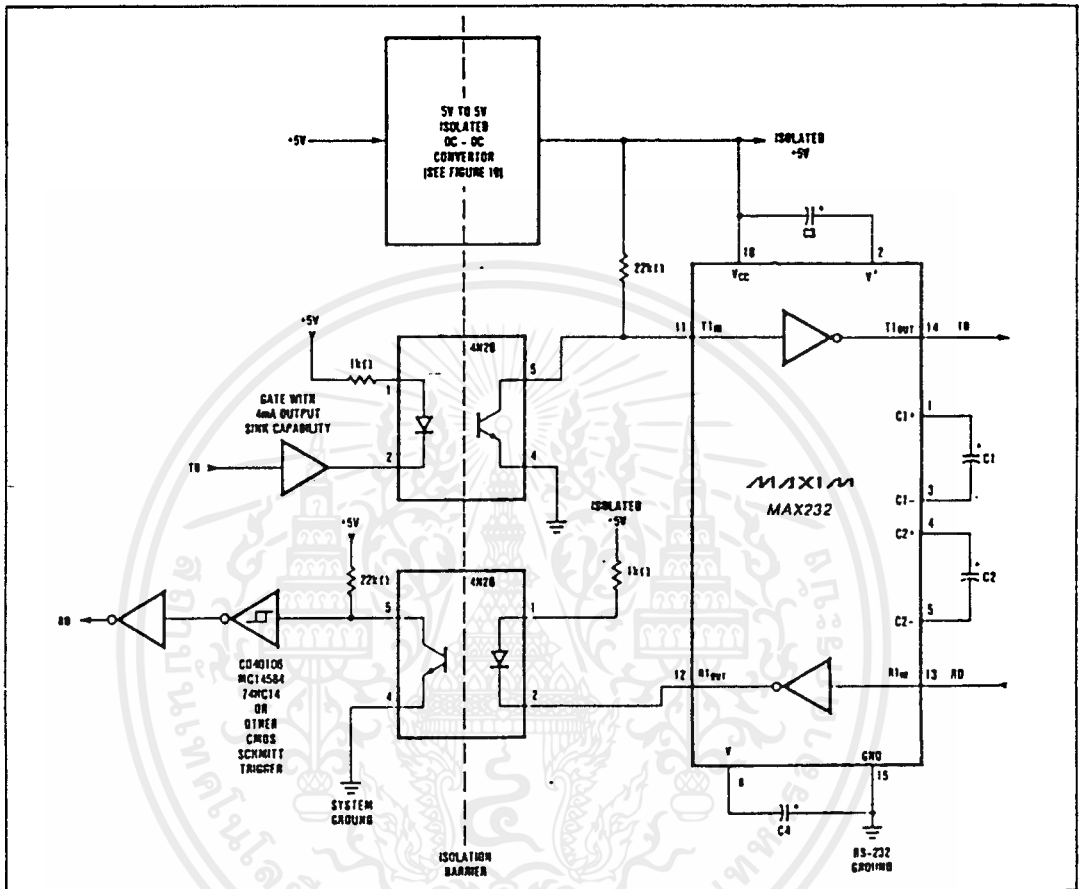 5V TO 5V
ISOLATED
DC - DC
CONVERTOR
(SEE FIGURE 19)
+5V
ISOLATED
+5V
C3
16
2
VCC
V+
22kΩ
+5V
1kΩ
4N26
1
5
11
T1IN
T1OUT
14
TD
GATE WITH
4mA OUTPUT
SINK CAPABILITY
TD
2
4
1
C1+
C1
3
C1-
MAXIM
MAX232
4
C2+
C2
5
C2-
ISOLATED
+5V
1kΩ
+5V
22kΩ
4N26
5
1
RD
CD40106
MC14584
74HC14
OR
OTHER
CMOS
SCHMITT
TRIGGER
4
2
12
R1OUT
R1IN
13
RD
V
6
GND
15
C4
SYSTEM
GROUND
RS-232
GROUND
ISOLATION
BARRIER